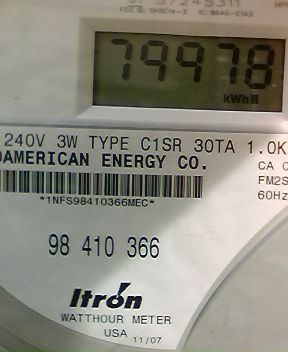 79978
kWh
240V 3W TYPE C1SR 30TA 1.0K
DAMERICAN ENERGY CO.
CA
FM2S
60Hz
*1NFS98410366MEC*
98 410 366
Itron
WATTHOUR METER
USA 11/07